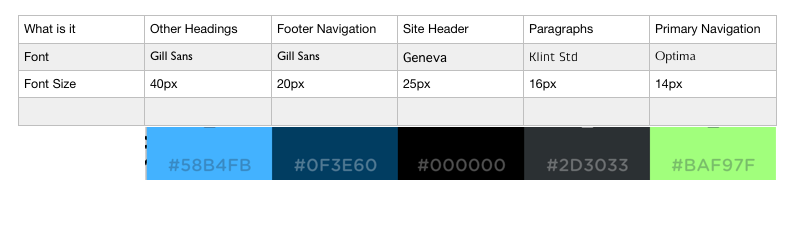 What is it Other Headings Footer Navigation Site Header Paragraphs Primary Navigation
Font Gill Sans Gill Sans Geneva Klint Std Optima
Font Size 40px 20px 25px 16px 14px
#58B4FB #0F3E60 #000000 #2D3033 #BAF97F